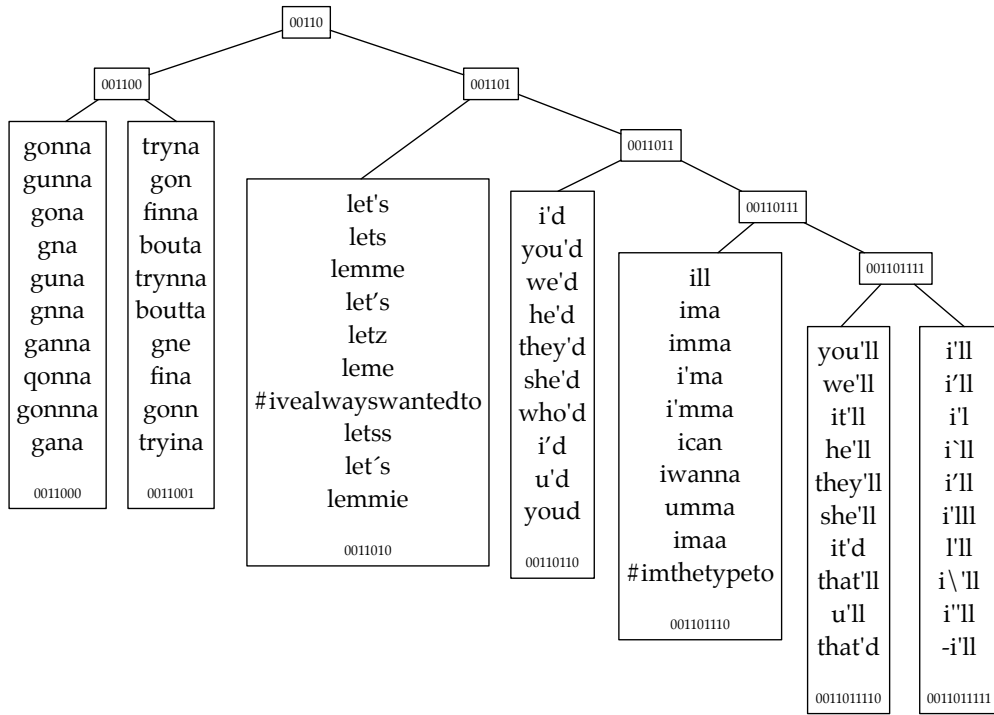 00110
001100
001101
0011011
00110111
001101111
gonna
gunna
gona
gna
guna
gnna
ganna
qonna
gonnna
gana
0011000
tryna
gon
finna
bouta
trynna
boutta
gne
fina
gonn
tryina
0011001
let's
lets
lemme
let’s
letz
leme
#ivealwayswantedto
letss
let´s
lemmie
0011010
i'd
you'd
we'd
he'd
they'd
she'd
who'd
i’d
u'd
youd
00110110
ill
ima
imma
i'ma
i'mma
ican
iwanna
umma
imaa
#imthetypeto
001101110
you'll
we'll
it'll
he'll
they'll
she'll
it'd
that'll
u'll
that'd
0011011110
i'll
i’ll
i'l
i`ll
i’ll
i'lll
l'll
i\'ll
i''ll
-i'll
0011011111